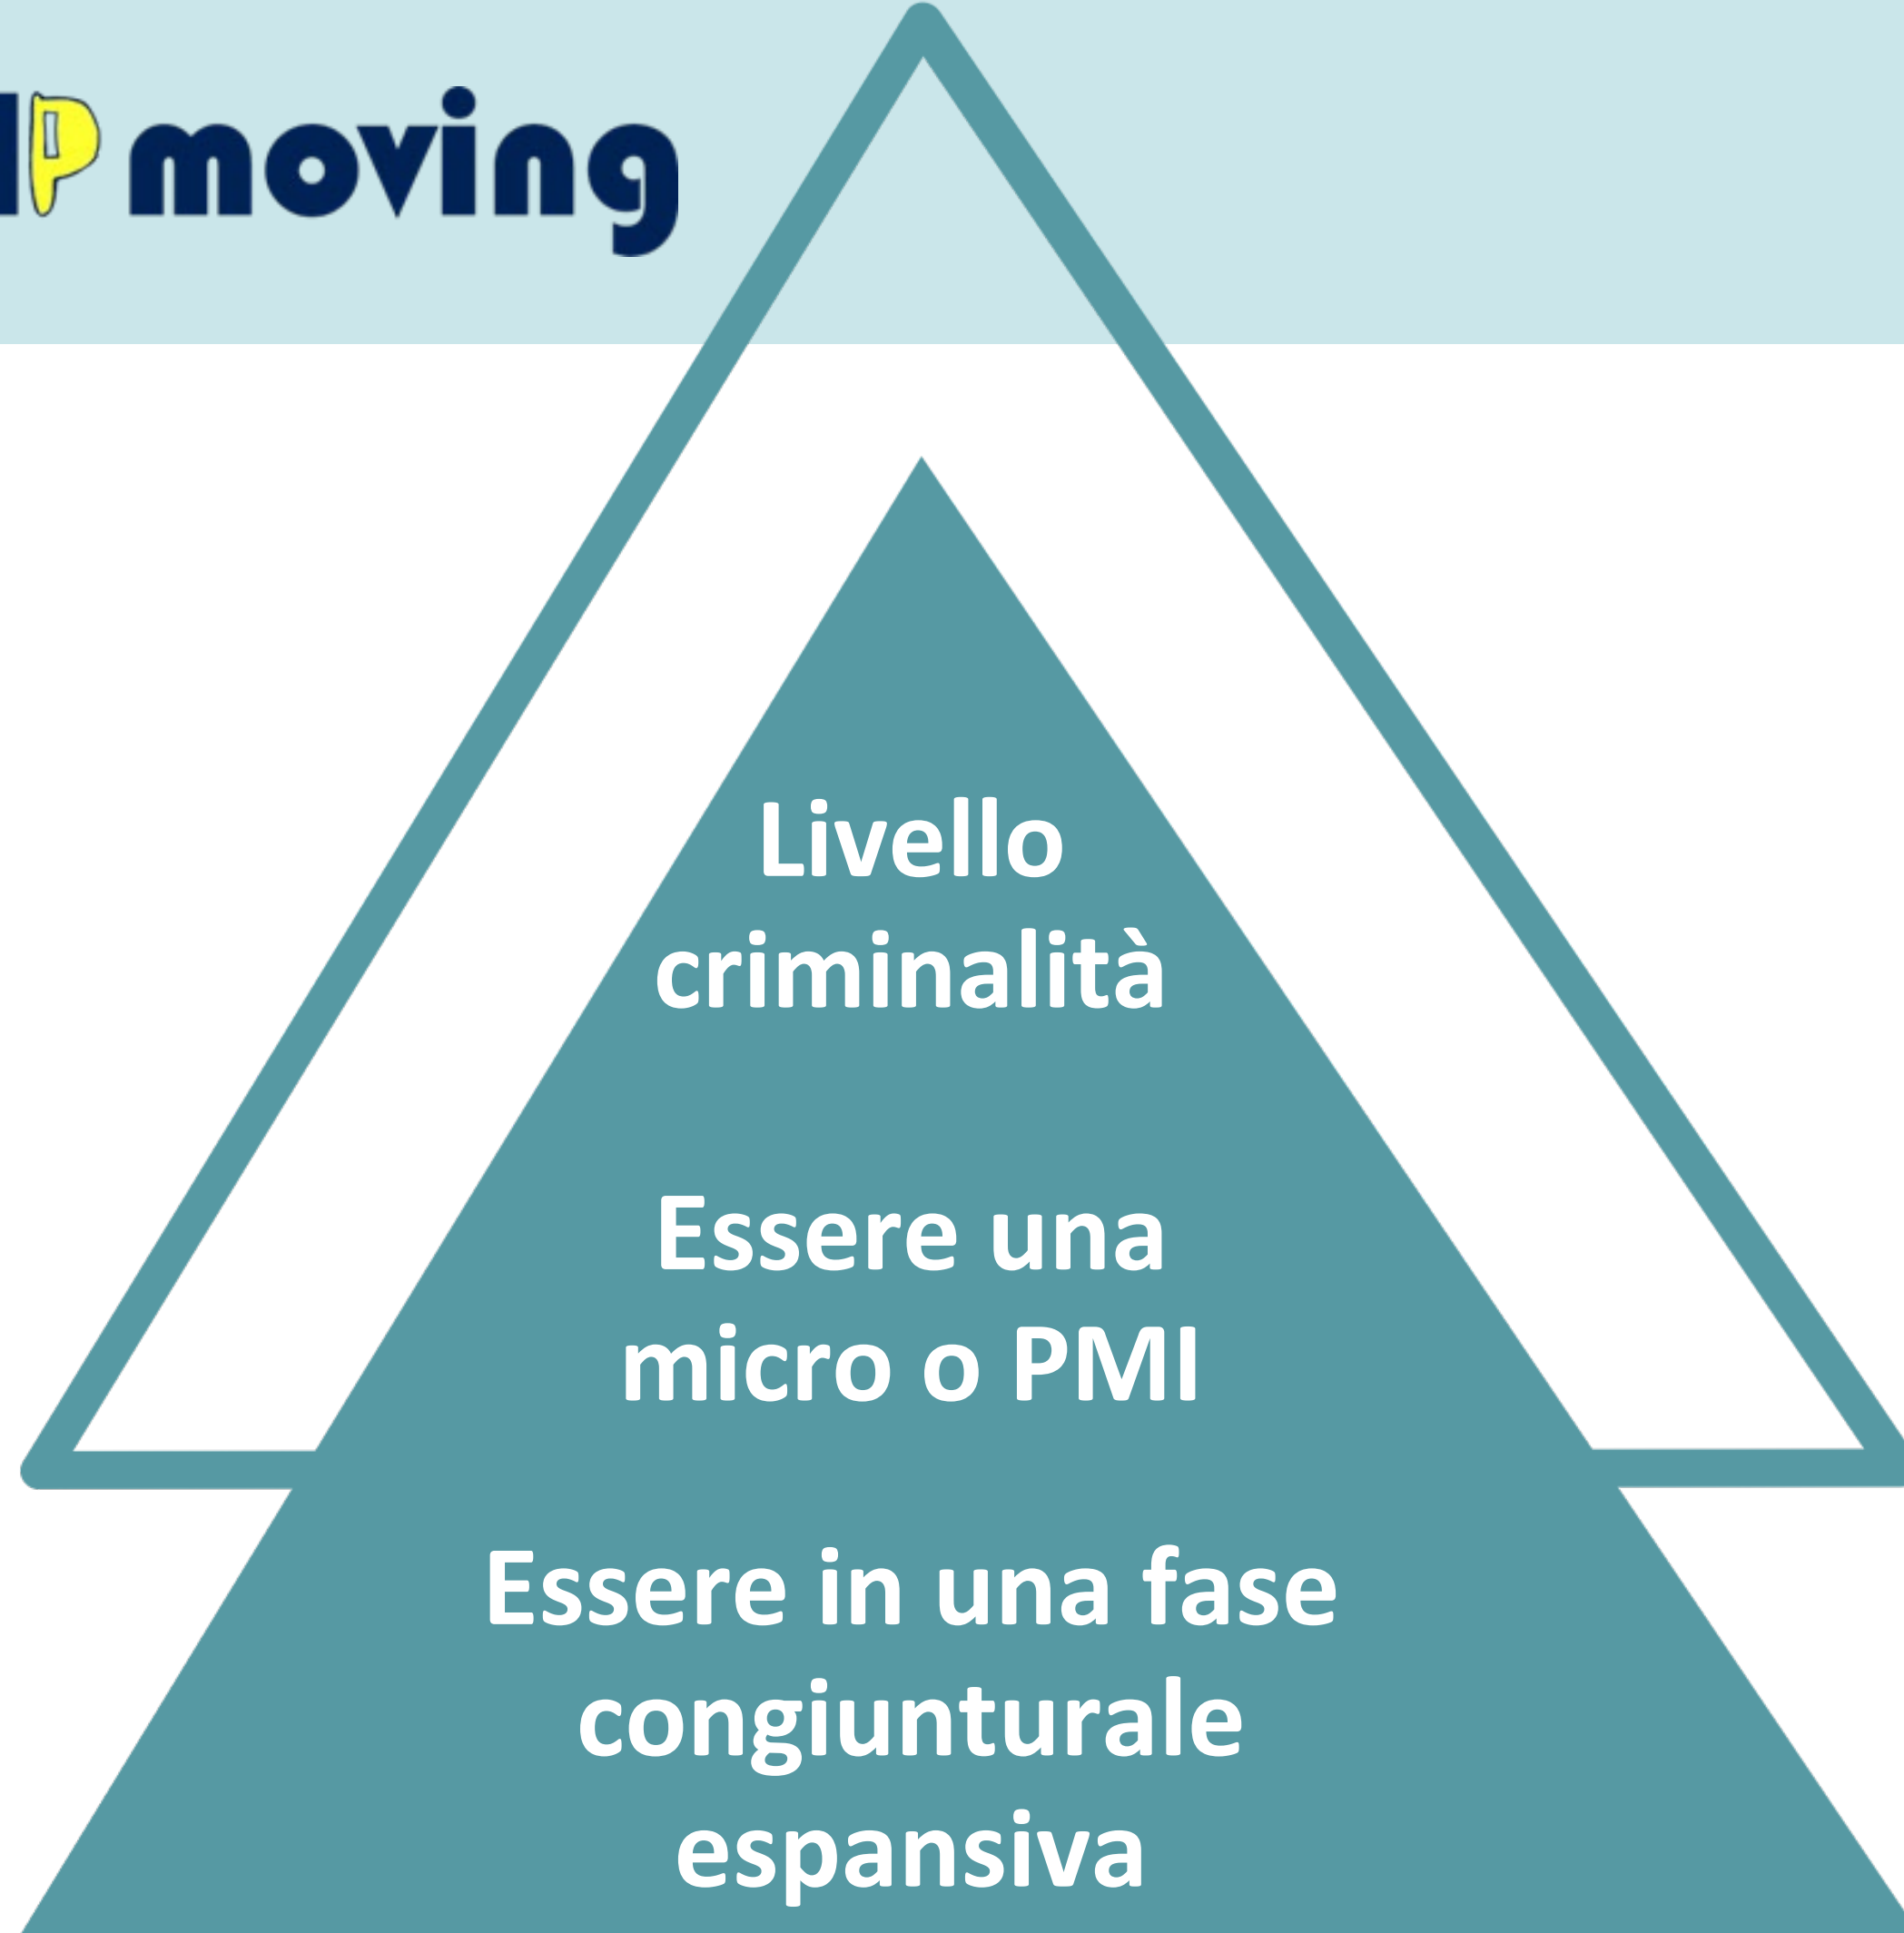 P moving
Livello
criminalità
Essere una
micro o PMI
Essere in una fase
congiunturale
espansiva